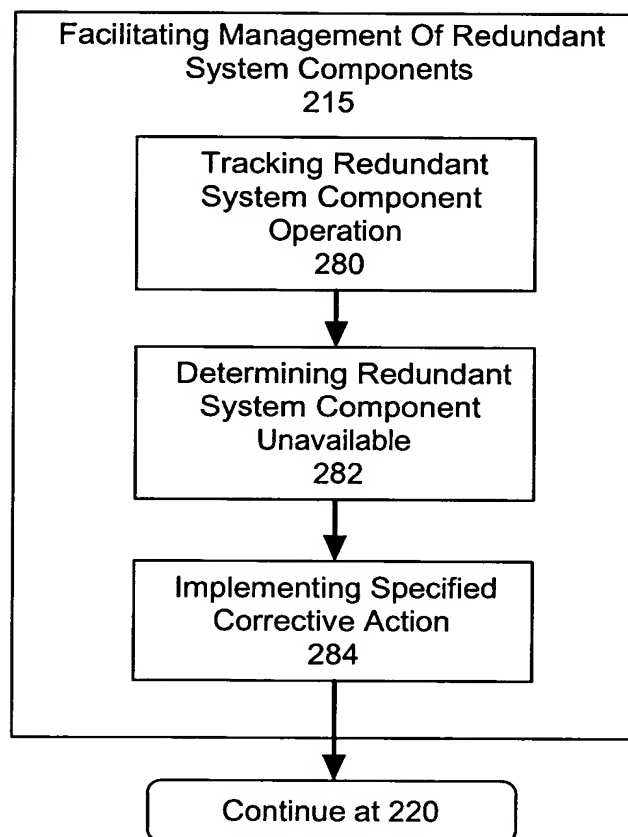 Facilitating Management Of Redundant
System Components
215
Tracking Redundant
System Component
Operation
280
Determining Redundant
System Component
Unavailable
282
Implementing Specified
Corrective Action
284
Continue at 220